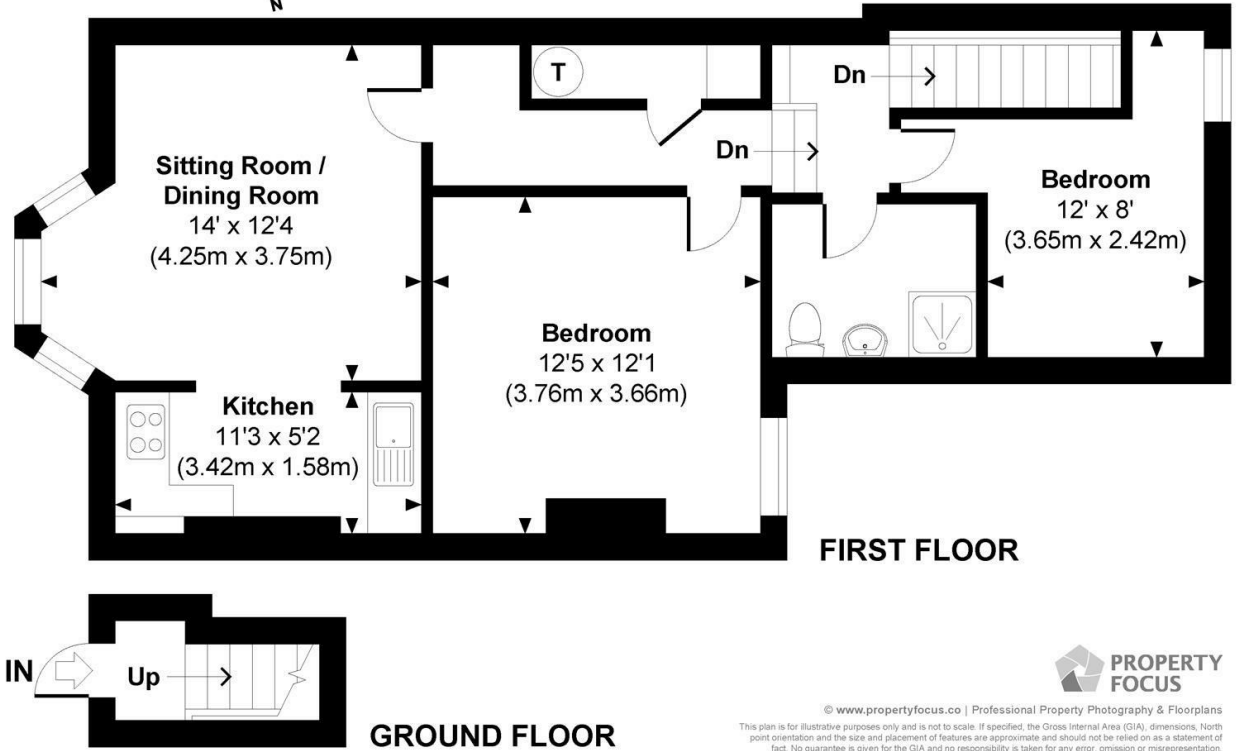 N
Sitting Room /
Dining Room
14' x 12'4
(4.25m x 3.75m)
T
Dn
Dn
Bedroom
12' x 8'
(3.65m x 2.42m)
Bedroom
12'5 x 12'1
(3.76m x 3.66m)
Kitchen
11'3 x 5'2
(3.42m x 1.58m)
FIRST FLOOR
IN
Up
GROUND FLOOR
PROPERTY
FOCUS
© www.propertyfocus.co | Professional Property Photography & Floorplans
This plan is for illustrative purposes only and is not to scale. If specified, the Gross Internal Area (GIA), dimensions, North
point orientation and the size and placement of features are approximate and should not be relied on as a statement of
fact. No guarantee is given for the GIA and no responsibility is taken for any error, omission or misrepresentation.